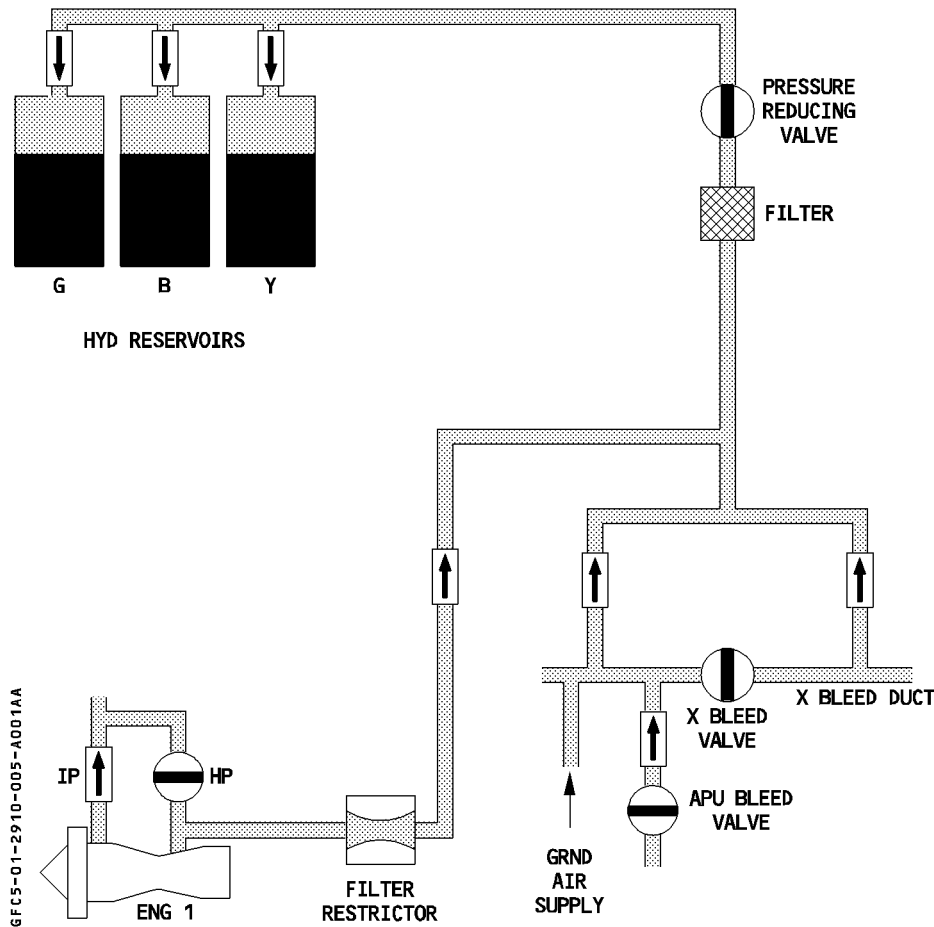 PRESSURE
REDUCING
VALVE
FILTER
G B Y
HYD RESERVOIRS
X BLEED
VALVE
X BLEED DUCT
IP
HP
APU BLEED
VALVE
GRND
AIR
SUPPLY
FILTER
RESTRICTOR
ENG 1
GFC5-01-2910-005-A001AA